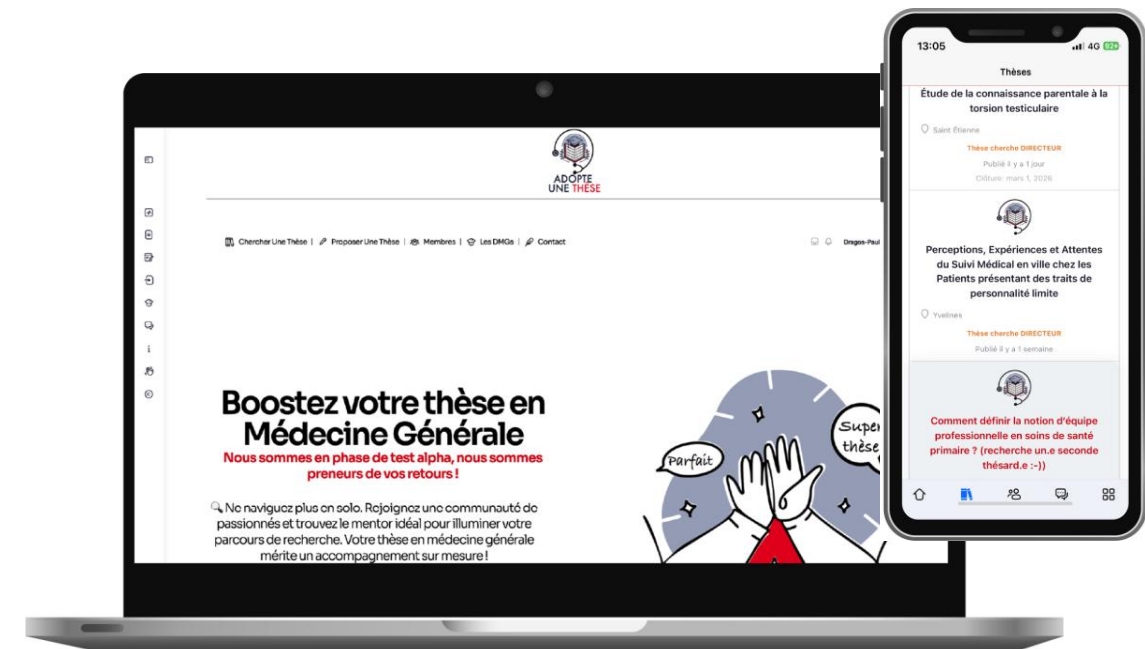 ADOPTE
UNE THÈSE
Chercher Une Thèse | Proposer Une Thèse | Membres | Les DMGs | Contact
Dragos-Paul
Boostez votre thèse en
Médecine Générale
Nous sommes en phase de test alpha, nous sommes
preneurs de vos retours !
Ne naviguez plus en solo. Rejoignez une communauté de
passionnés et trouvez le mentor idéal pour illuminer votre
parcours de recherche. Votre thèse en médecine générale
mérite un accompagnement sur mesure !
Parfait
Super
thèse
13:05
4G
Thèses
Étude de la connaissance parentale à la
torsion testiculaire
Saint Étienne
Thèse cherche DIRECTEUR
Publié il y a 1 jour
Clôture: mars 1, 2026
Perceptions, Expériences et Attentes
du Suivi Médical en ville chez les
Patients présentant des traits de
personnalité limite
Yvelines
Thèse cherche DIRECTEUR
Publié il y a 1 semaine
Comment définir la notion d'équipe
professionnelle en soins de santé
primaire ? (recherche un.e seconde
thésard.e :-))